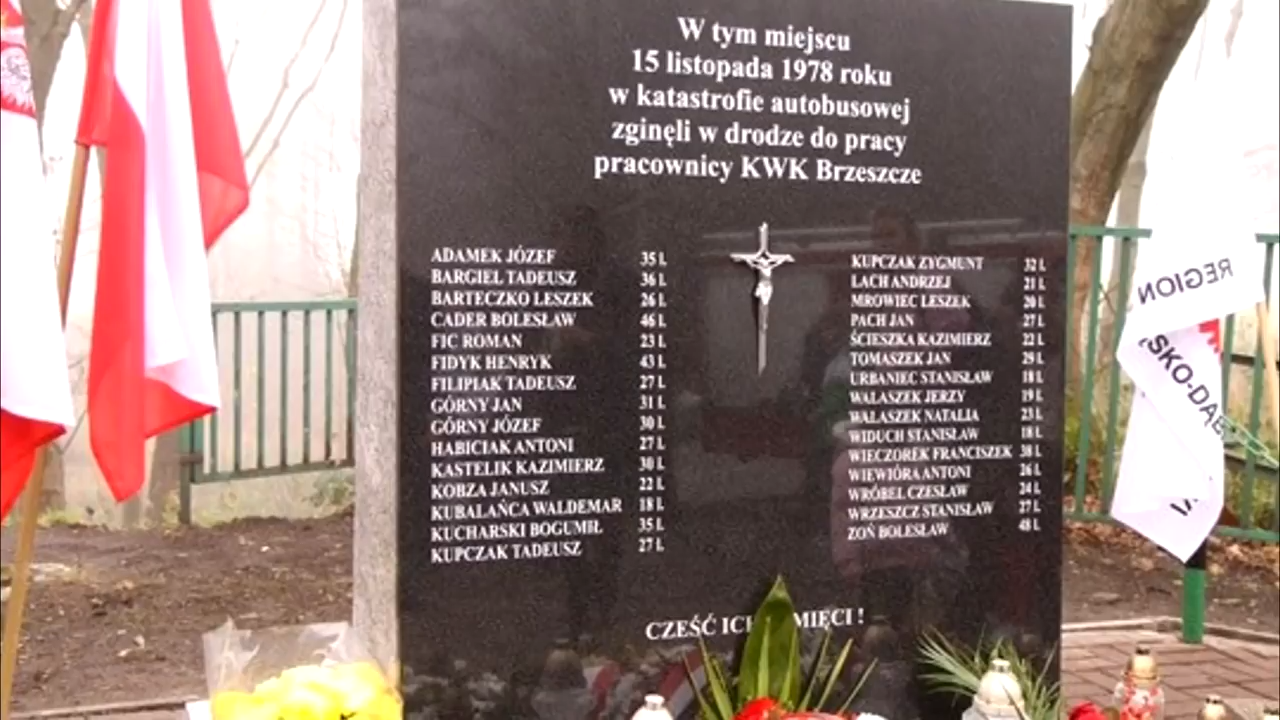 W tym miejscu
15 listopada 1978 roku
w katastrofie autobusowej
zginęli w drodze do pracy
pracownicy KWK Brzeszcze
ADAMEK JÓZEF 35 l.
BARGIEL TADEUSZ 36 l.
BARTECZKO LESZEK 26 l.
CADER BOLESŁAW 46 l.
FIC ROMAN 23 l.
FIDYK HENRYK 43 l.
FILIPIAK TADEUSZ 27 l.
GÓRNY JAN 31 l.
GÓRNY JÓZEF 30 l.
HABICIAK ANTONI 27 l.
KASTELIK KAZIMIERZ 30 l.
KOBZA JANUSZ 22 l.
KUBALAŃCA WALDEMAR 18 l.
KUCHARSKI BOGUMIŁ 35 l.
KUPCZAK TADEUSZ 27 l.
KUPCZAK ZYGMUNT 32 l.
LACH ANDRZEJ 21 l.
MROWIEC LESZEK 20 l.
PACH JAN 27 l.
ŚCIESZKA KAZIMIERZ 22 l.
TOMASZEK JAN 29 l.
URBANIEC STANISŁAW 18 l.
WALASZEK JERZY 19 l.
WALASZEK NATALIA 23 l.
WIDUCH STANISŁAW 18 l.
WIECZOREK FRANCISZEK 38 l.
WIEWIÓRA ANTONI 26 l.
WRÓBEL CZESŁAW 24 l.
WRZESZCZ STANISŁAW 27 l.
ZOŃ BOLESŁAW 48 l.
CZEŚĆ ICH MIĘCI !
REGION
SKO-DĄB